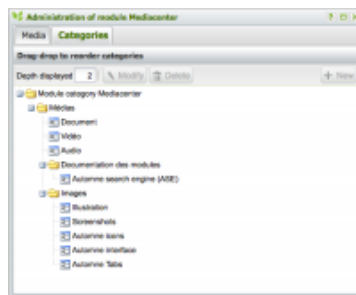 Administration of module Mediacenter
Media Categories
Drag-drop to reorder categories
Depth displayed 2 Modify Delete + New
Module category Mediacenter
Médias
Document
Vidéo
Audio
Documentation des modules
Automne search engine (ASE)
Images
Illustration
Screenshots
Automne icons
Automne interface
Automne Tabs